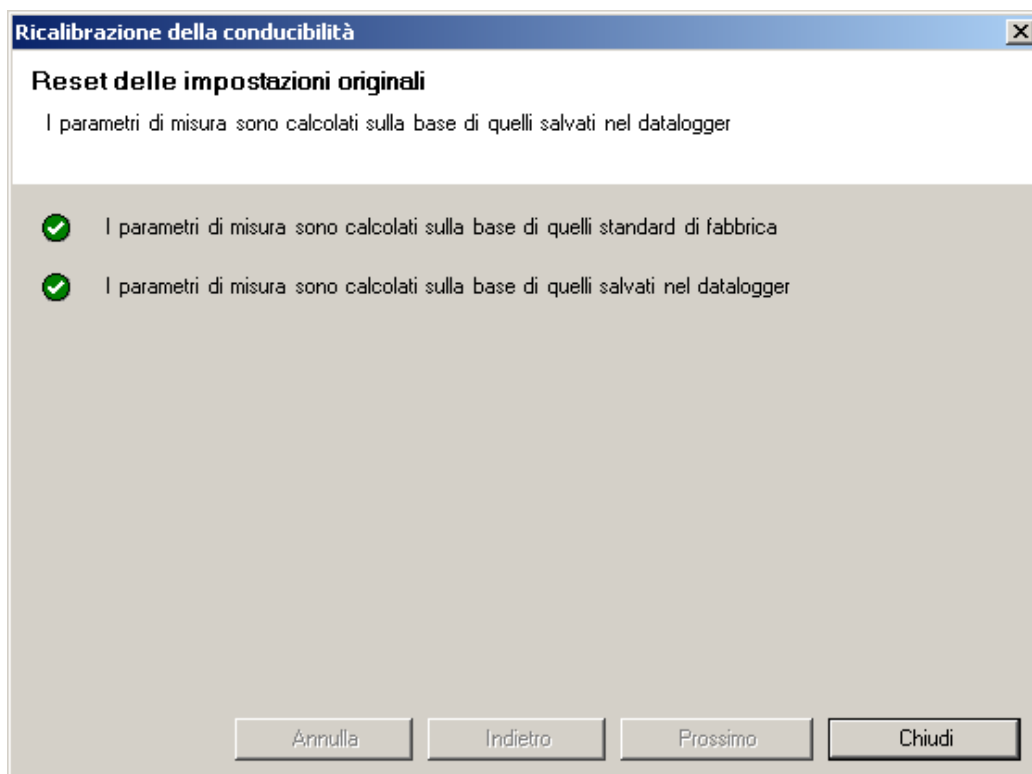 Ricalibrazione della conducibilità
Reset delle impostazioni originali
I parametri di misura sono calcolati sulla base di quelli salvati nel datalogger
I parametri di misura sono calcolati sulla base di quelli standard di fabbrica
I parametri di misura sono calcolati sulla base di quelli salvati nel datalogger
Annulla Indietro Prossimo Chiudi